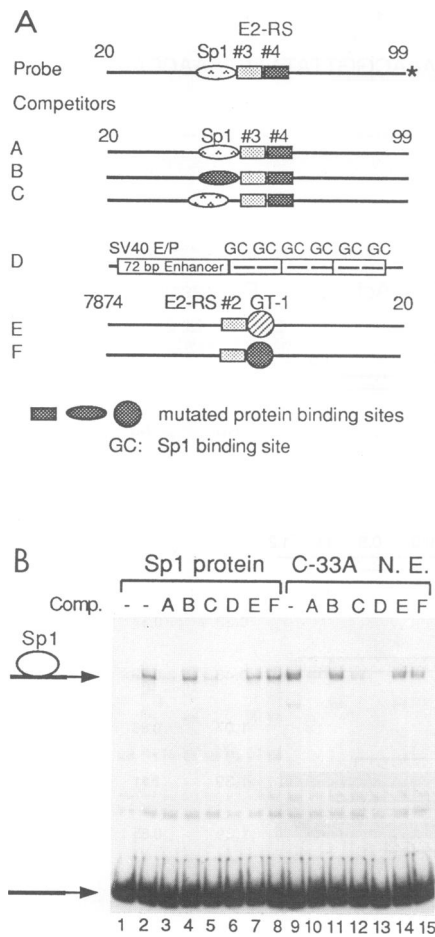 A
E2-RS
20 Sp1 #3 #4 99
Probe *
Competitors
20 Sp1 #3 #4 99
A
B
C
SV40 E/P GC GC GC GC GC GC
D 72 bp Enhancer
7874 E2-RS #2 GT-1 20
E
F
mutated protein binding sites
GC: Sp1 binding site
B
Sp1 protein C-33A N. E.
Comp. - - A B C D E F - A B C D E F
Sp1
1 2 3 4 5 6 7 8 9 10 11 12 13 14 15